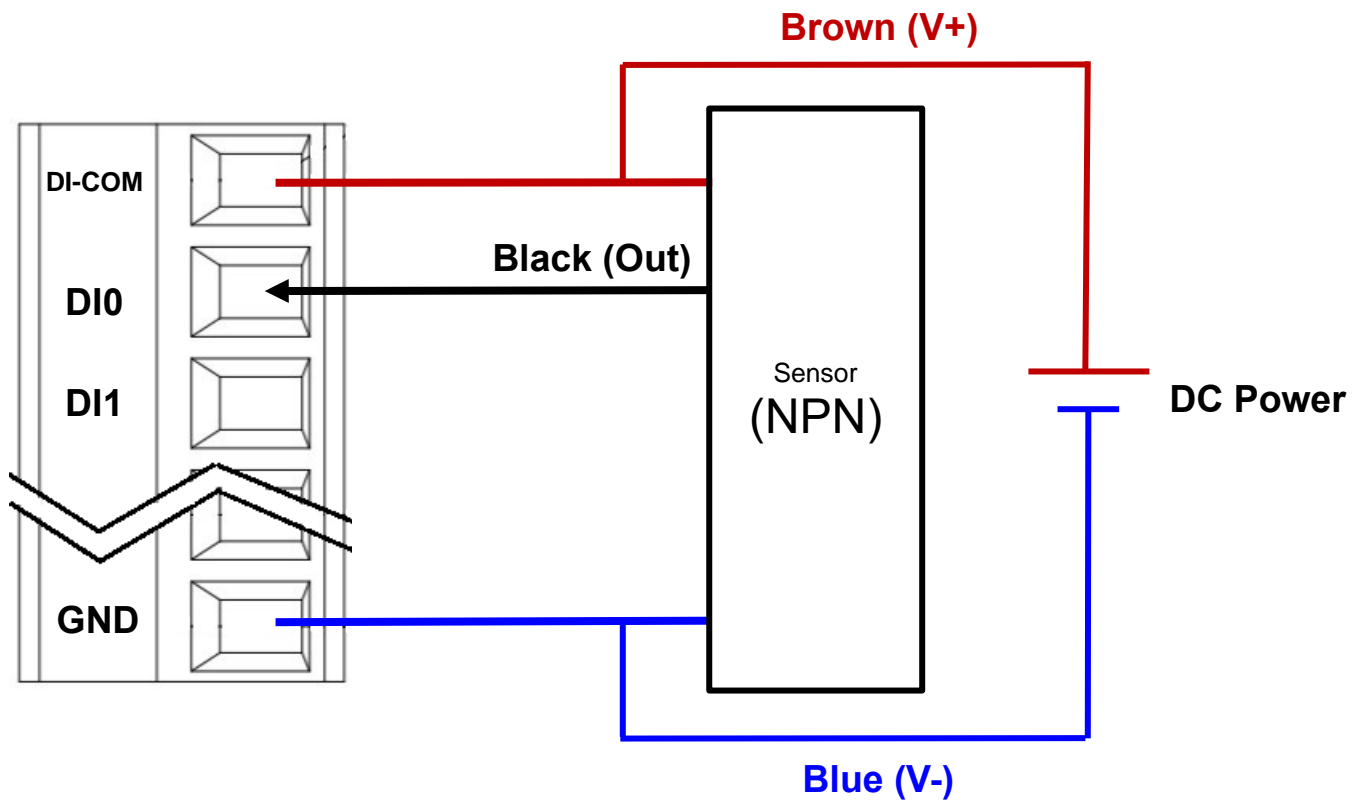 Brown (V+)
DI-COM
Black (Out)
DI0
DI1
Sensor
(NPN)
DC Power
GND
Blue (V-)